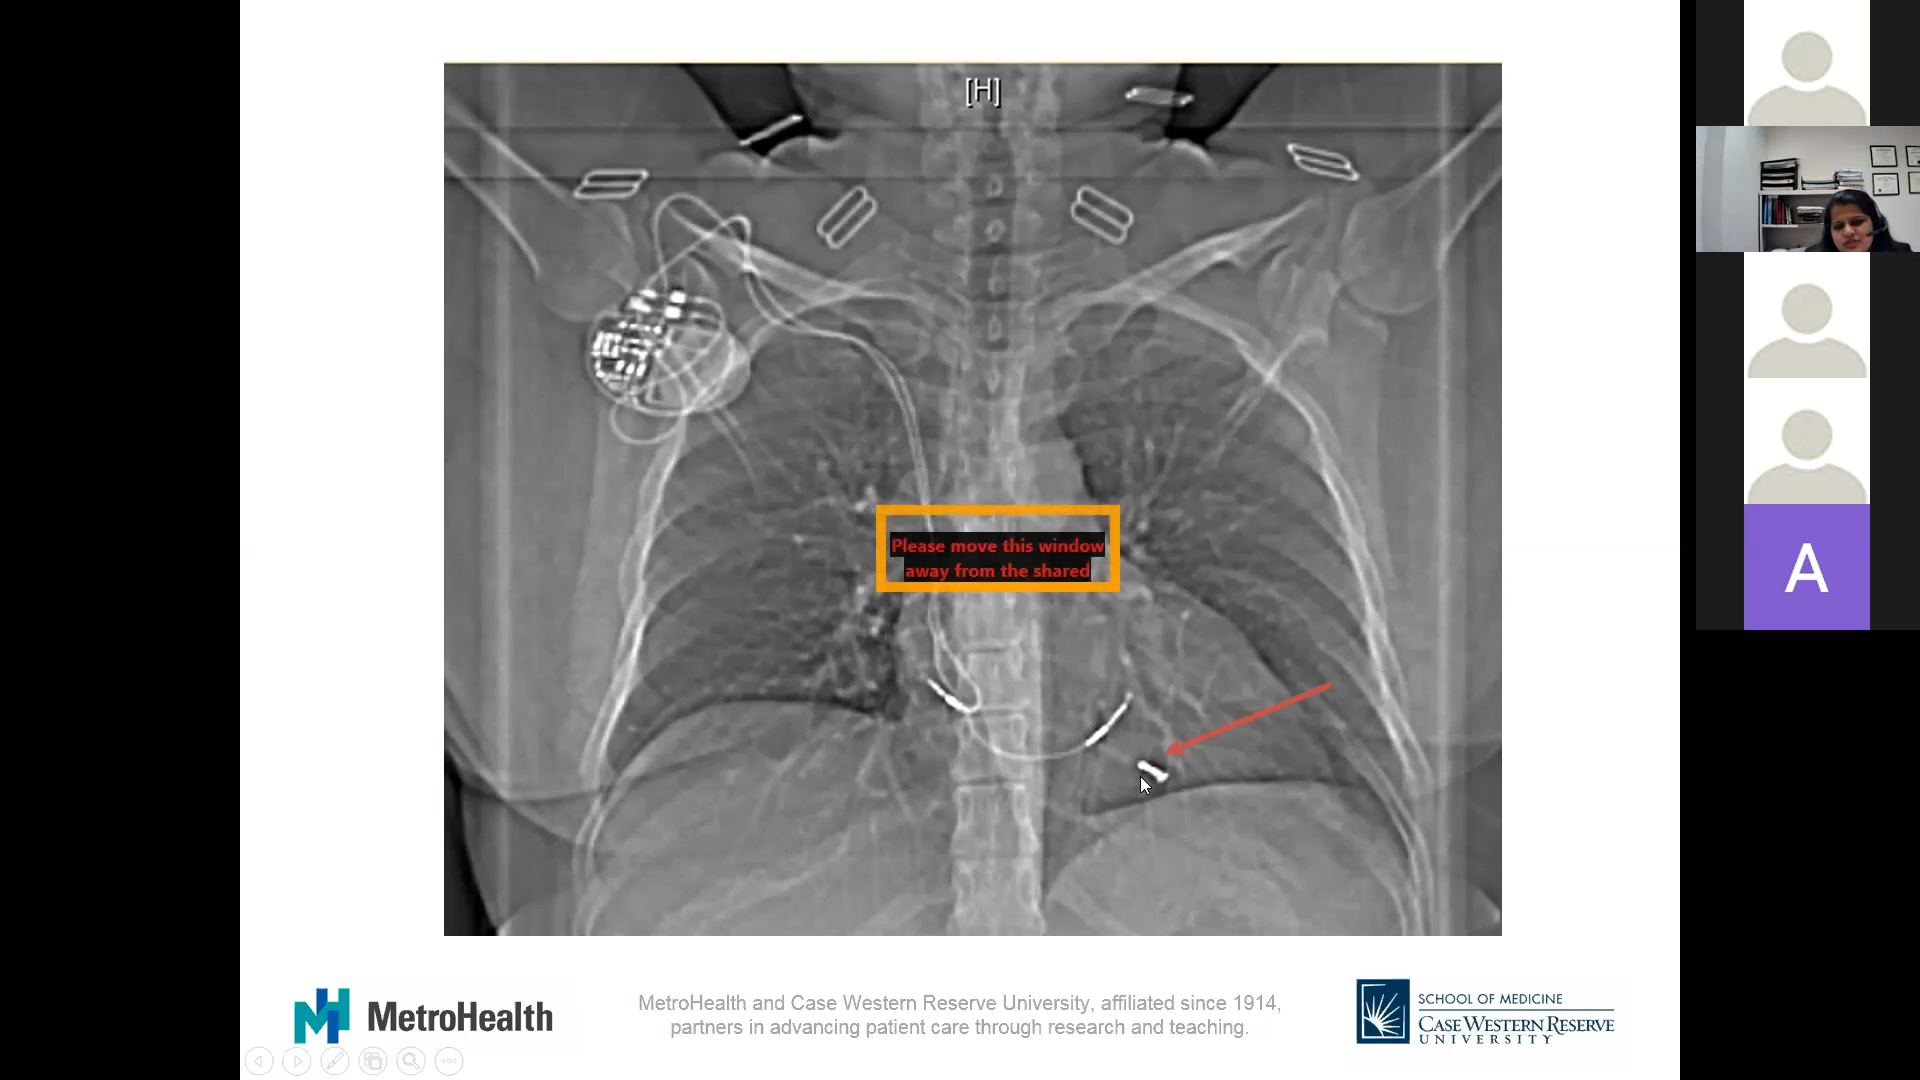 [H]
Please move this window
away from the shared
A
MetroHealth
MetroHealth and Case Western Reserve University, affiliated since 1914,
partners in advancing patient care through research and teaching.
SCHOOL OF MEDICINE
CASE WESTERN RESERVE
UNIVERSITY